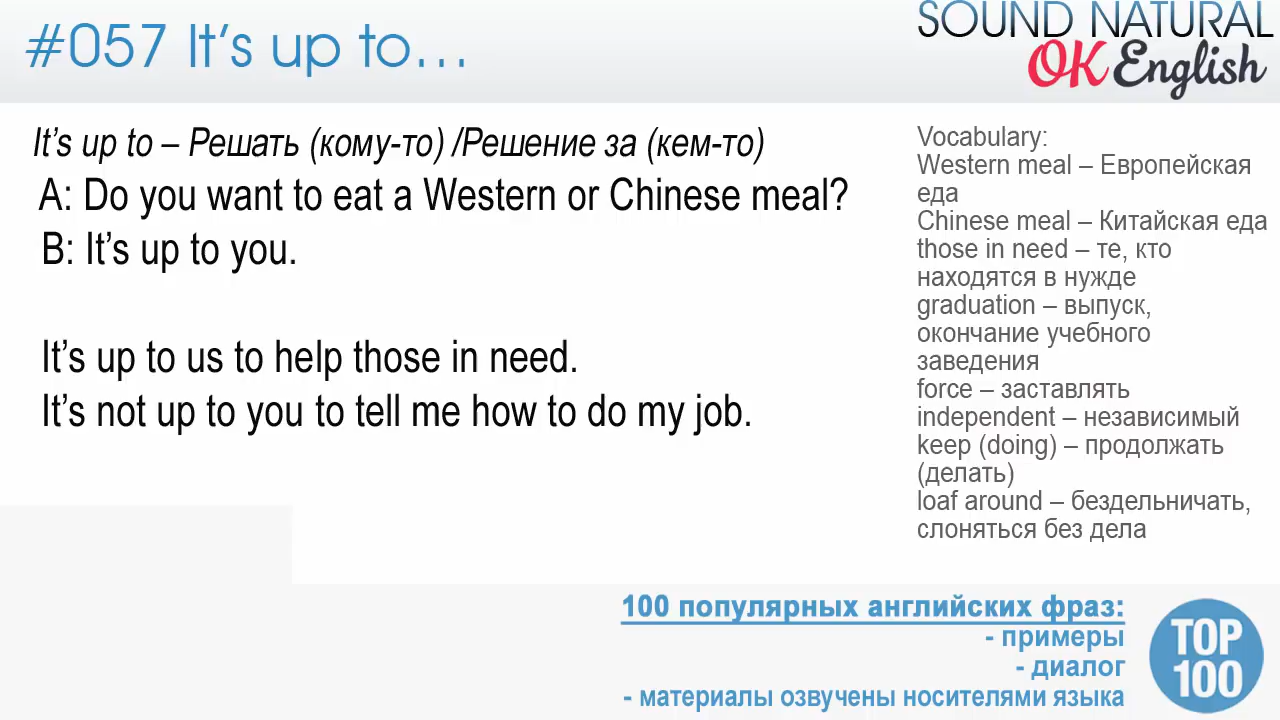 #057 It's up to...
SOUND NATURAL
OK English
It's up to – Решать (кому-то) /Решение за (кем-то)
A: Do you want to eat a Western or Chinese meal?
B: It's up to you.
It's up to us to help those in need.
It's not up to you to tell me how to do my job.
Vocabulary:
Western meal – Европейская
еда
Chinese meal – Китайская еда
those in need – те, кто
находятся в нужде
graduation – выпуск,
окончание учебного
заведения
force – заставлять
independent – независимый
keep (doing) – продолжать
(делать)
loaf around – бездельничать,
слоняться без дела
100 популярных английских фраз:
- примеры
- диалог
- материалы озвучены носителями языка
TOP
100